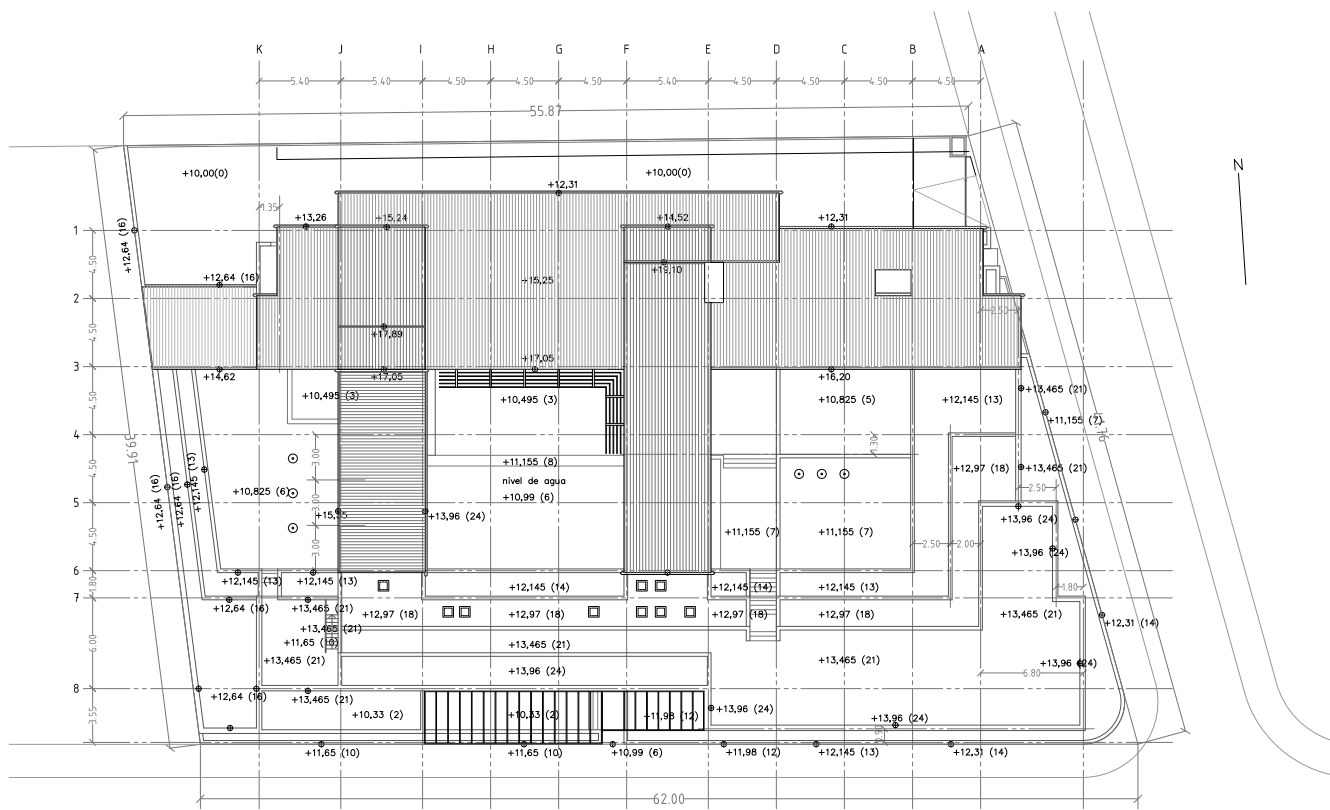 K J I H G F E D C B A
5.40 5.40 4.50 4.50 4.50 5.40 4.50 4.50 4.50 4.50
55.87
N
+10,00(0) +10,00(0)
+12,31
1.35
+13,26 +15,24 +14,52 +12,31
1
+12,64 (16)
4.50
+12,64 (16) +19,10
+15,25
2
2.50
4.50
+17,89
+17,05
3
+14,62 +17,05 +16,20
+13,465 (21)
+10,495 (3) +10,495 (3) +10,825 (5) +12,145 (13)
4.50
+11,155 (7)
4
1.30
39.91
3.00
+11,155 (8)
+12,97 (18) +13,465 (21)
+12,145 (13)
4.50
nivel de agua
+12,64 (16)
+12,64 (16)
+10,825 (6)
3.00
+10,99 (6)
2.50
5
+13,96 (24) +13,96 (24)
+11,155 (7) +11,155 (7)
4.50
3.00
2.50 2.00
+13,96 (24)
6
+12,145 (13) +12,145 (13) +12,145 (14) +12,145 (14) +12,145 (13)
1.80
1.80
7
+12,64 (16) +13,465 (21) +12,97 (18) +12,97 (18) +12,97 (18) +12,97 (18) +13,465 (21)
+12,31 (14)
+13,465 (21)
+11,65 (10)
6.00
+13,465 (21) +13,465 (21) +13,465 (21)
+13,96 (24) +13,96 (24)
6.80
8
+12,64 (16) +13,465 (21)
3.55
+10,33 (2) +10,33 (2) +11,98 (12) +13,96 (24) +13,96 (24)
0.90
+11,65 (10) +11,65 (10) +10,99 (6) +11,98 (12) +12,145 (13) +12,31 (14)
62.00